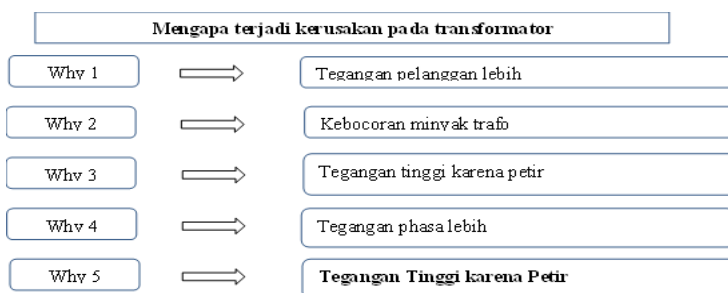 Mengapa terjadi kerusakan pada transformator
Why 1 Tegangan pelanggan lebih
Why 2 Kebocoran minyak trafo
Why 3 Tegangan tinggi karena petir
Why 4 Tegangan phasa lebih
Why 5 Tegangan Tinggi karena Petir